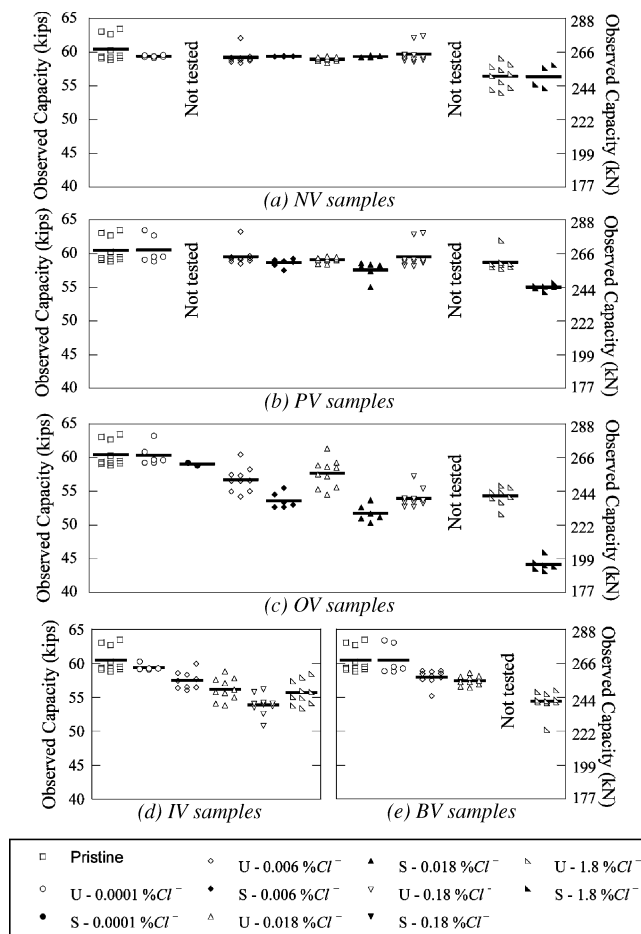 65
60
55
50
45
40
Observed Capacity (kips)
Not tested
Not tested
288
266
244
222
199
177
Observed Capacity (kN)
(a) NV samples
65
60
55
50
45
40
Observed Capacity (kips)
Not tested
Not tested
288
266
244
222
199
177
Observed Capacity (kN)
(b) PV samples
65
60
55
50
45
40
Observed Capacity (kips)
Not tested
288
266
244
222
199
177
Observed Capacity (kN)
(c) OV samples
65
60
55
50
45
40
Observed Capacity (kips)
(d) IV samples
Not tested
288
266
244
222
199
177
Observed Capacity (kN)
(e) BV samples
Pristine
U - 0.0001 %Cl⁻
S - 0.0001 %Cl⁻
U - 0.006 %Cl⁻
S - 0.006 %Cl⁻
U - 0.018 %Cl⁻
S - 0.018 %Cl⁻
U - 0.18 %Cl⁻
S - 0.18 %Cl⁻
U - 1.8 %Cl⁻
S - 1.8 %Cl⁻